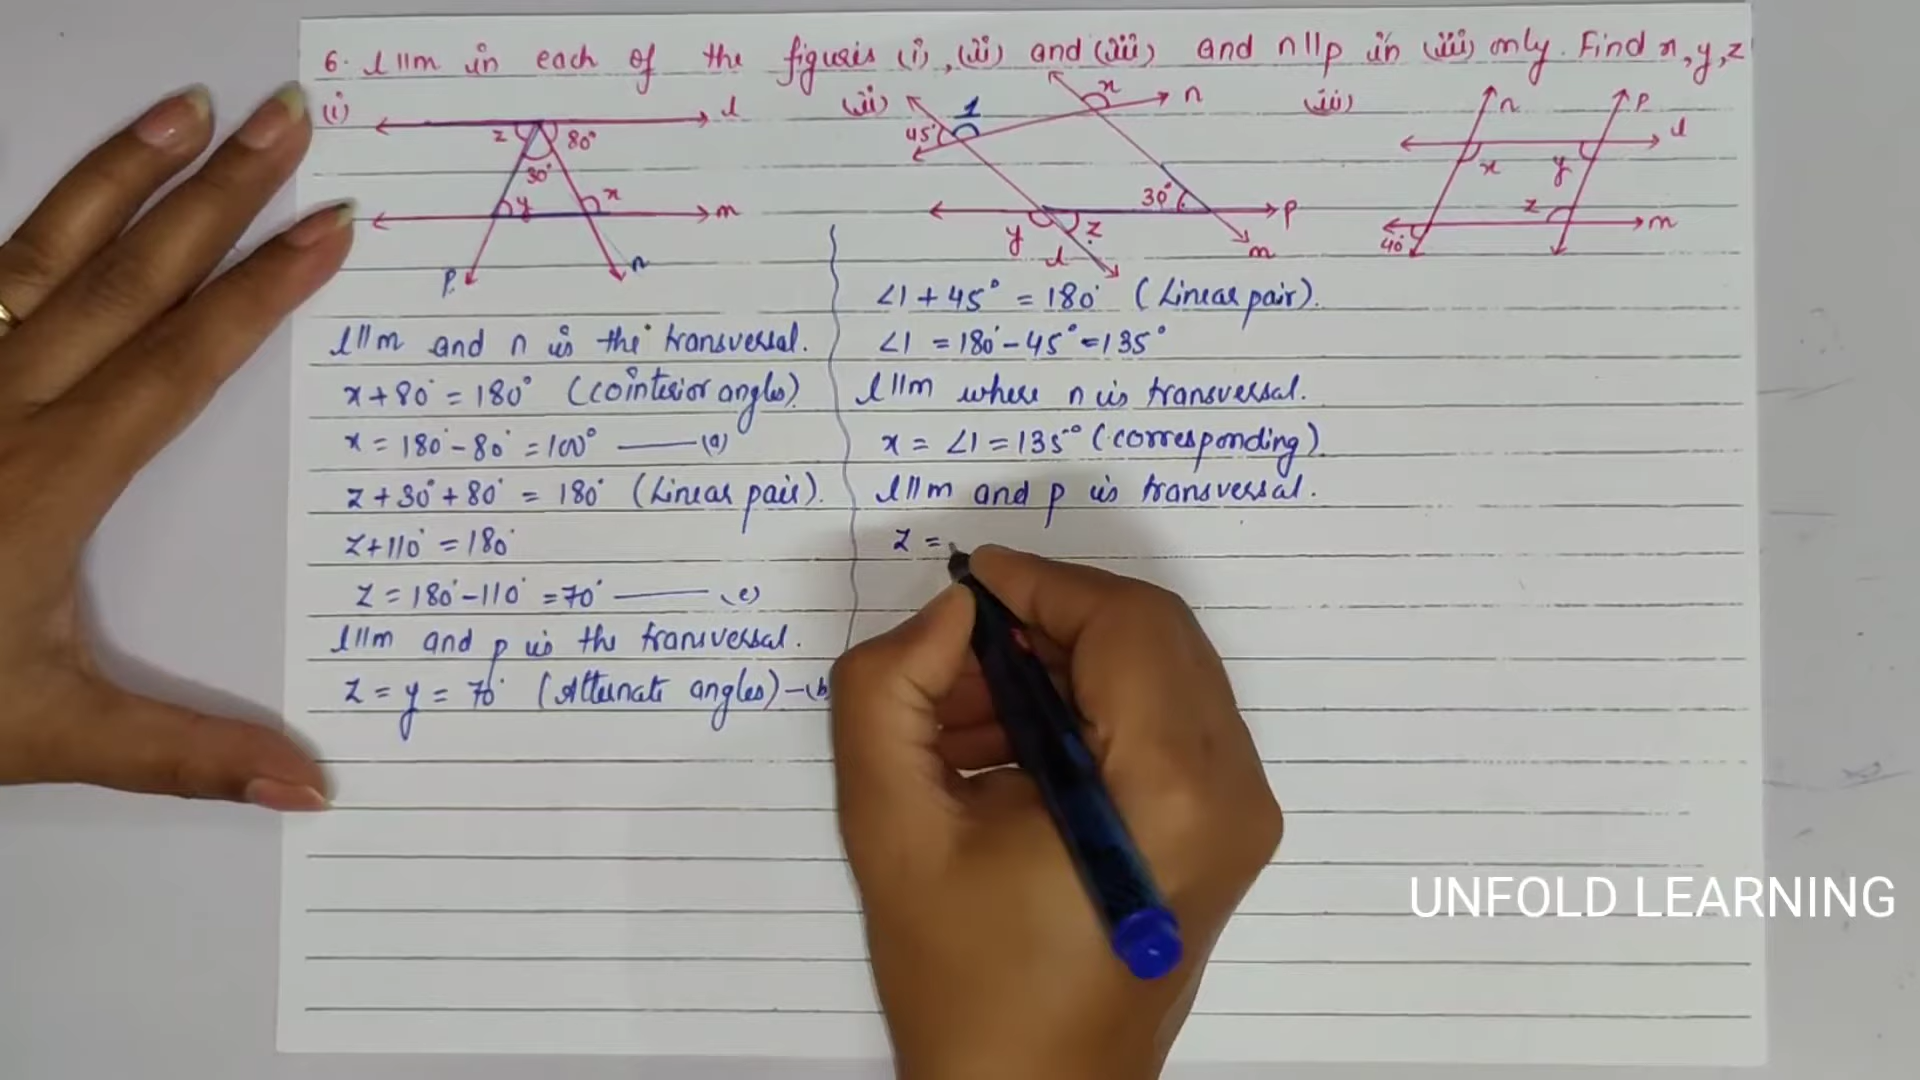 6. l||m in each of the figures (i), (ii) and (iii) and n||p in (iii) only. Find x, y, z
(i)
l
z
80°
30°
y
x
m
p
n
(ii)
1
x
n
45°
30°
p
y
z
l
m
(iii)
n
p
l
x
y
z
m
40°
l||m and n is the transversal.
x+80° = 180° (cointerior angles)
x = 180°-80° = 100° —— (a)
z+30°+80° = 180° (Linear pair).
z+110° = 180°
z = 180°-110° = 70° —— (c)
l||m and p is the transversal.
z = y = 70° (Alternate angles) - (b
∠1 + 45° = 180° (Linear pair).
∠1 = 180°-45° = 135°
l||m where n is transversal.
x = ∠1 = 135° (corresponding)
l||m and p is transversal.
z =
UNFOLD LEARNING